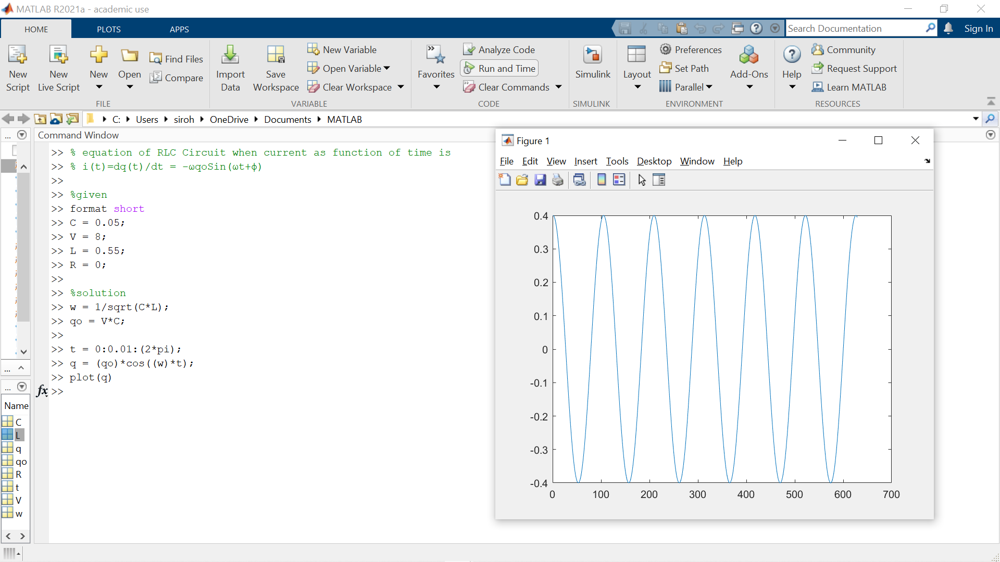 MATLAB R2021a - academic use
HOME PLOTS APPS
Search Documentation
Sign In
New Script
New Live Script
New
Open
Find Files
Compare
FILE
Import Data
Save Workspace
New Variable
Open Variable
Clear Workspace
VARIABLE
Favorites
Analyze Code
Run and Time
Clear Commands
CODE
Simulink
SIMULINK
Layout
Preferences
Set Path
Parallel
Add-Ons
ENVIRONMENT
Help
Community
Request Support
Learn MATLAB
RESOURCES
C: Users siroh OneDrive Documents MATLAB
...
Command Window
>> % equation of RLC Circuit when current as function of time is
>> % i(t)=dq(t)/dt = -ωqoSin(ωt+ϕ)
>>
>> %given
>> format short
>> C = 0.05;
>> V = 8;
>> L = 0.55;
>> R = 0;
>>
>> %solution
>> w = 1/sqrt(C*L);
>> qo = V*C;
>>
>> t = 0:0.01:(2*pi);
>> q = (qo)*cos((w)*t);
>> plot(q)
fx >>
...
...
Name
C
L
q
qo
R
t
V
w
Figure 1
File Edit View Insert Tools Desktop Window Help
0.4
0.3
0.2
0.1
0
-0.1
-0.2
-0.3
-0.4
0 100 200 300 400 500 600 700